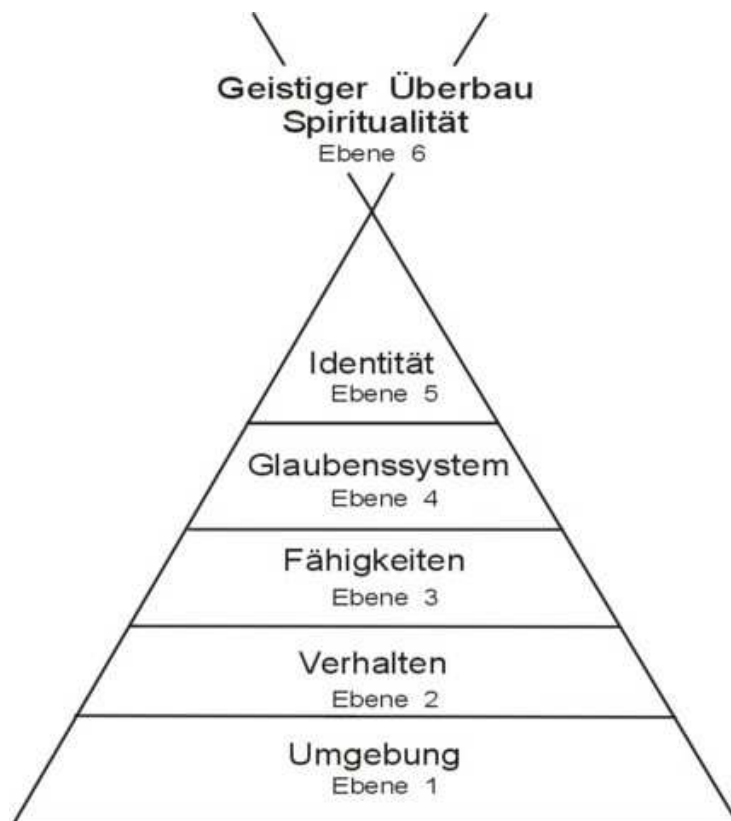 Geistiger Überbau
Spiritualität
Ebene 6
Identität
Ebene 5
Glaubenssystem
Ebene 4
Fähigkeiten
Ebene 3
Verhalten
Ebene 2
Umgebung
Ebene 1